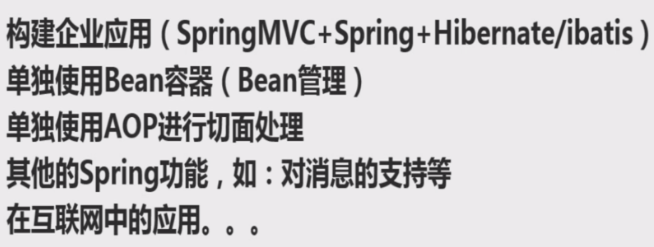 构建企业应用（SpringMVC+Spring+Hibernate/ibatis）
单独使用Bean容器（Bean管理）
单独使用AOP进行切面处理
其他的Spring功能，如：对消息的支持等
在互联网中的应用。。。